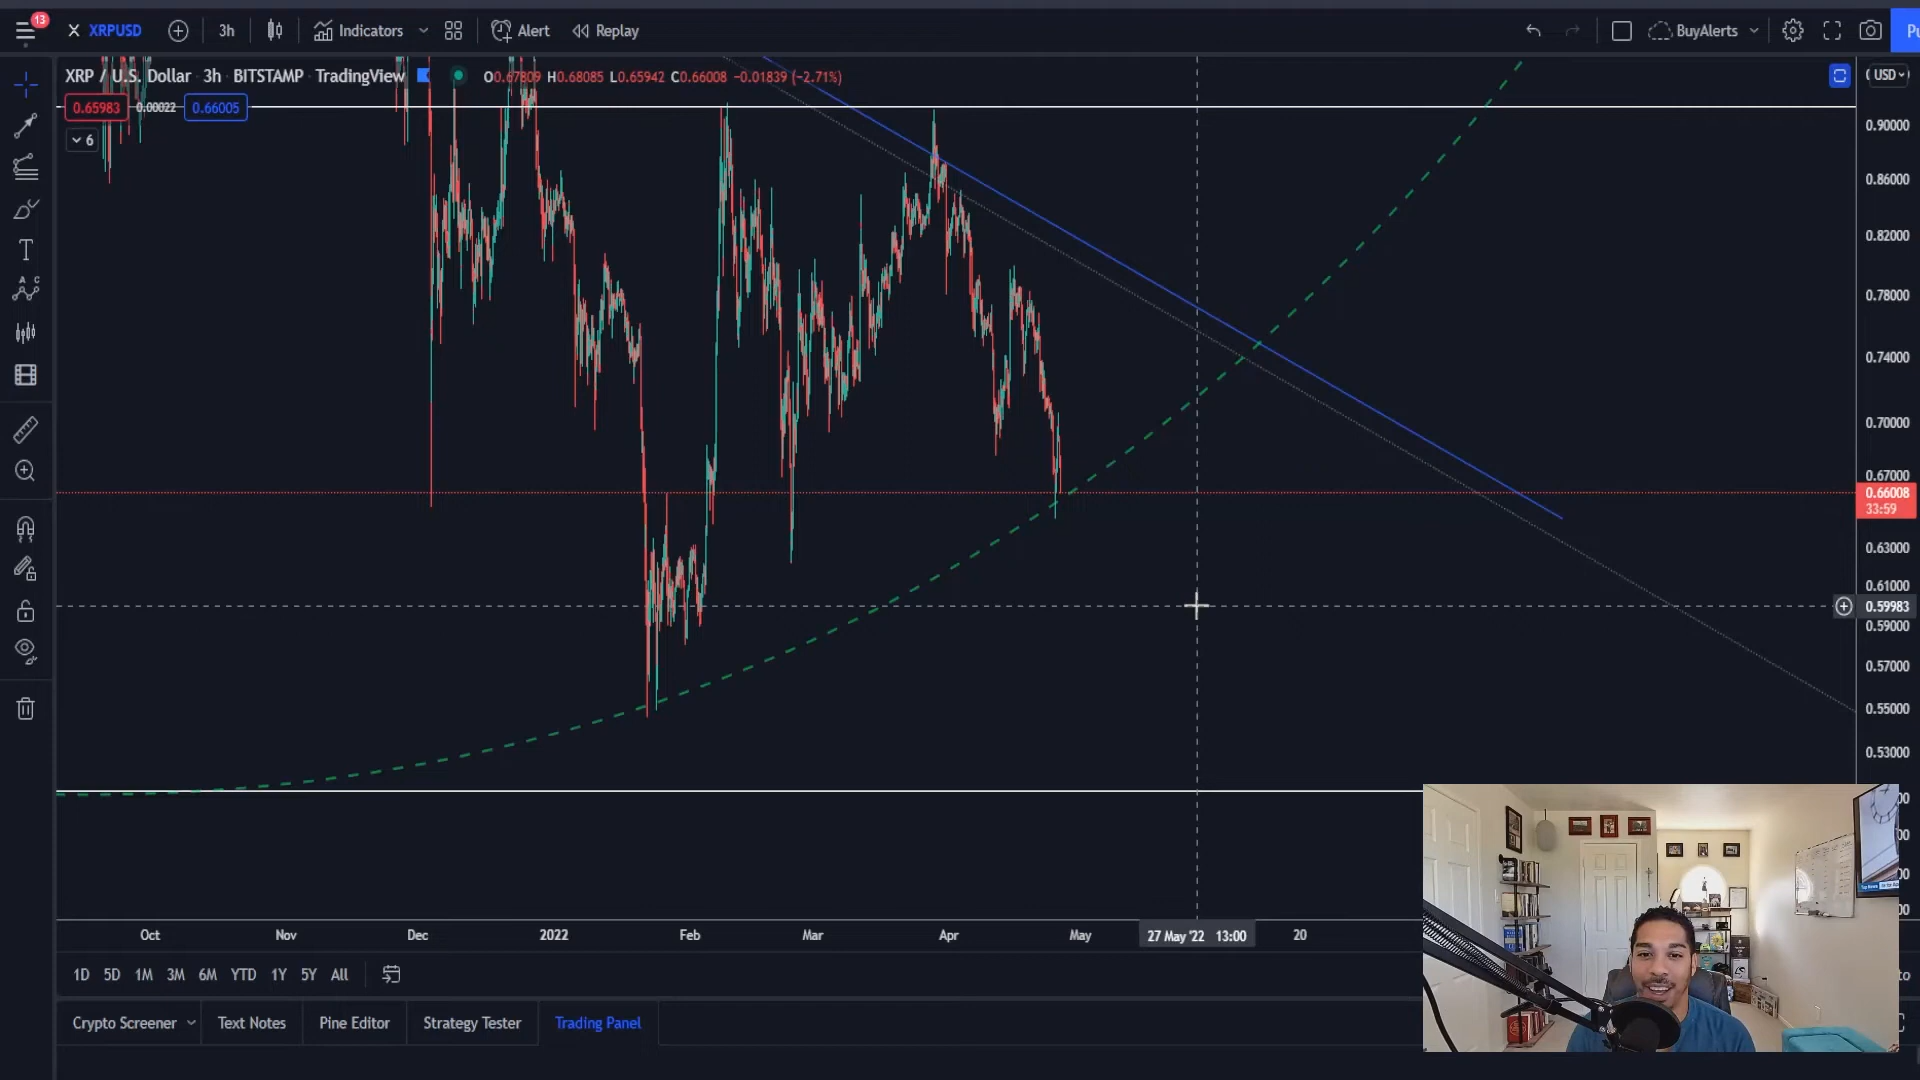 13
XRPUSD
3h
Indicators
Alert
Replay
BuyAlerts
XRP / U.S. Dollar · 3h · BITSTAMP · TradingView
O0.67809 H0.68085 L0.65942 C0.66008 −0.01839 (−2.71%)
USD
0.65983
0.00022
0.66005
6
0.90000
0.86000
0.82000
0.78000
0.74000
0.70000
0.67000
0.66008
33:59
0.63000
0.61000
0.59983
0.59000
0.57000
0.55000
0.53000
Oct
Nov
Dec
2022
Feb
Mar
Apr
May
27 May '22 13:00
20
1D 5D 1M 3M 6M YTD 1Y 5Y All
Crypto Screener
Text Notes
Pine Editor
Strategy Tester
Trading Panel